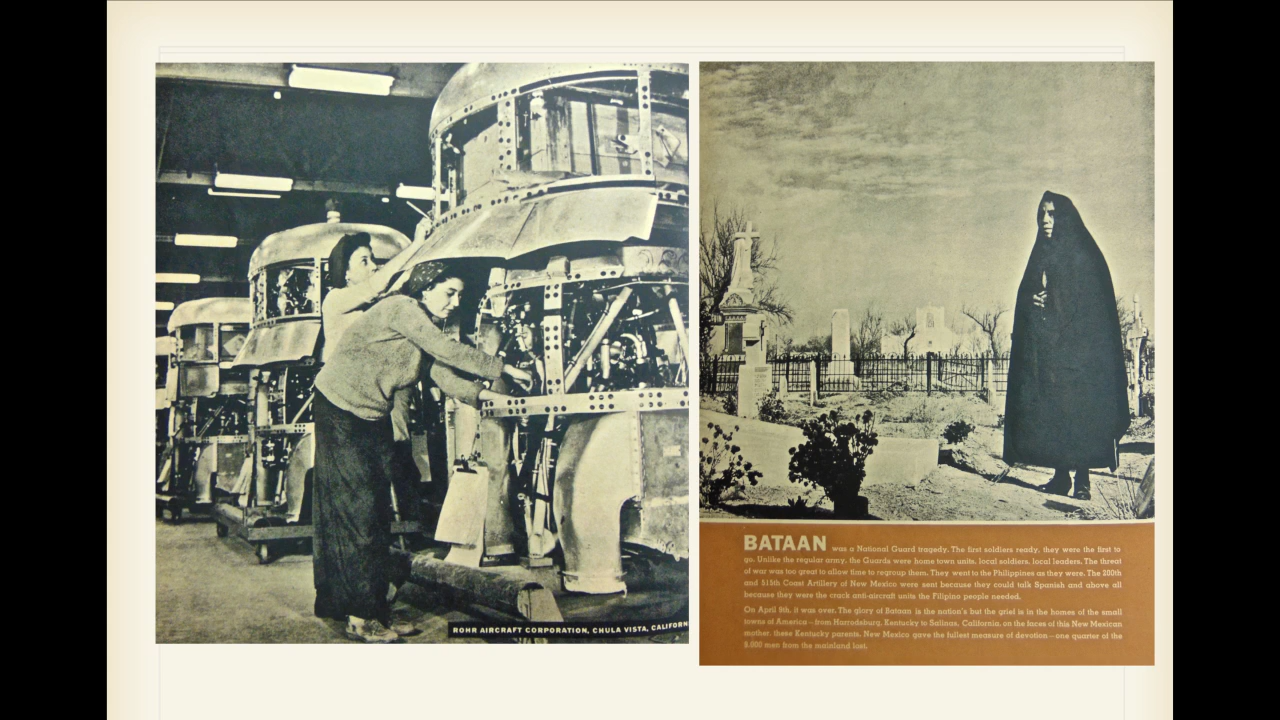 ROHR AIRCRAFT CORPORATION, CHULA VISTA, CALIFORN
BATAAN was a National Guard tragedy. The first soldiers ready, they were the first to
go. Unlike the regular army, the Guards were home town units, local soldiers, local leaders. The threat
of war was too great to allow time to regroup them. They went to the Philippines as they were. The 200th
and 515th Coast Artillery of New Mexico were sent because they could talk Spanish and above all
because they were the crack anti-aircraft units the Filipino people needed.
On April 9th, it was over. The glory of Bataan is the nation's but the grief is in the homes of the small
towns of America—from Harrodsburg, Kentucky to Salinas, California, on the faces of this New Mexican
mother, these Kentucky parents. New Mexico gave the fullest measure of devotion—one quarter of the
9,000 men from the mainland lost.